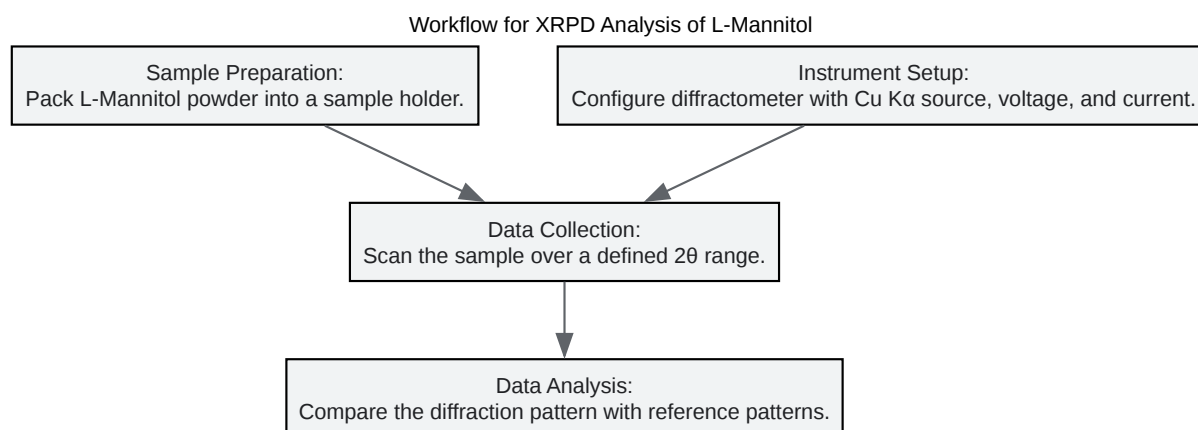 Workflow for XRPD Analysis of L-Mannitol
Sample Preparation:
Pack L-Mannitol powder into a sample holder.
Instrument Setup:
Configure diffractometer with Cu Kα source, voltage, and current.
Data Collection:
Scan the sample over a defined 2θ range.
Data Analysis:
Compare the diffraction pattern with reference patterns.